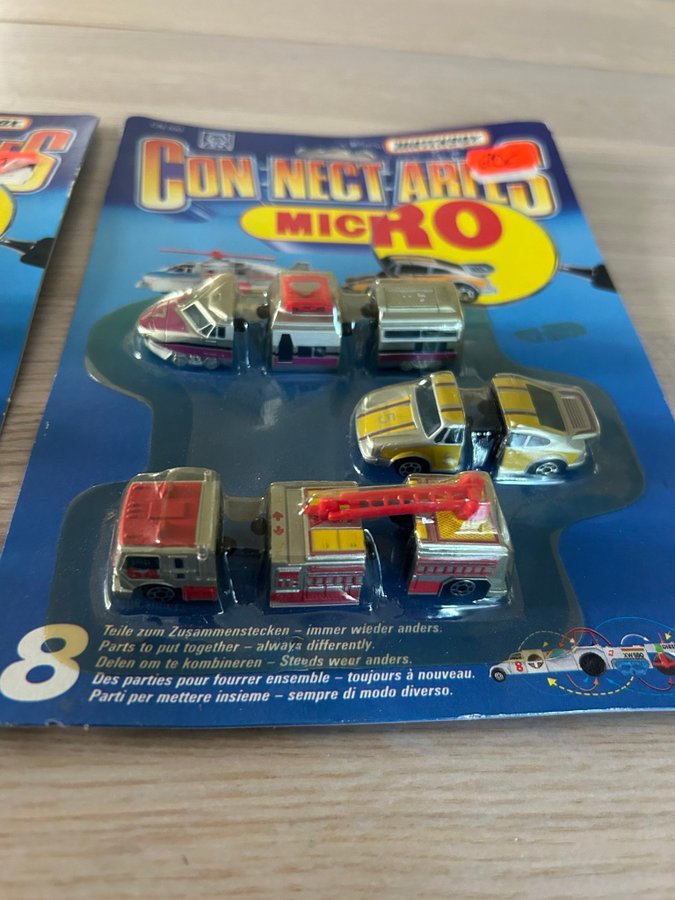 MATCHBOX
CON·NECT·ABLES
MICRO
8
Teile zum Zusammenstecken – immer wieder anders.
Parts to put together – always differently.
Delen om te kombineren – Steeds weer anders.
Des parties pour fourrer ensemble – toujours à nouveau.
Parti per mettere insieme – sempre di modo diverso.